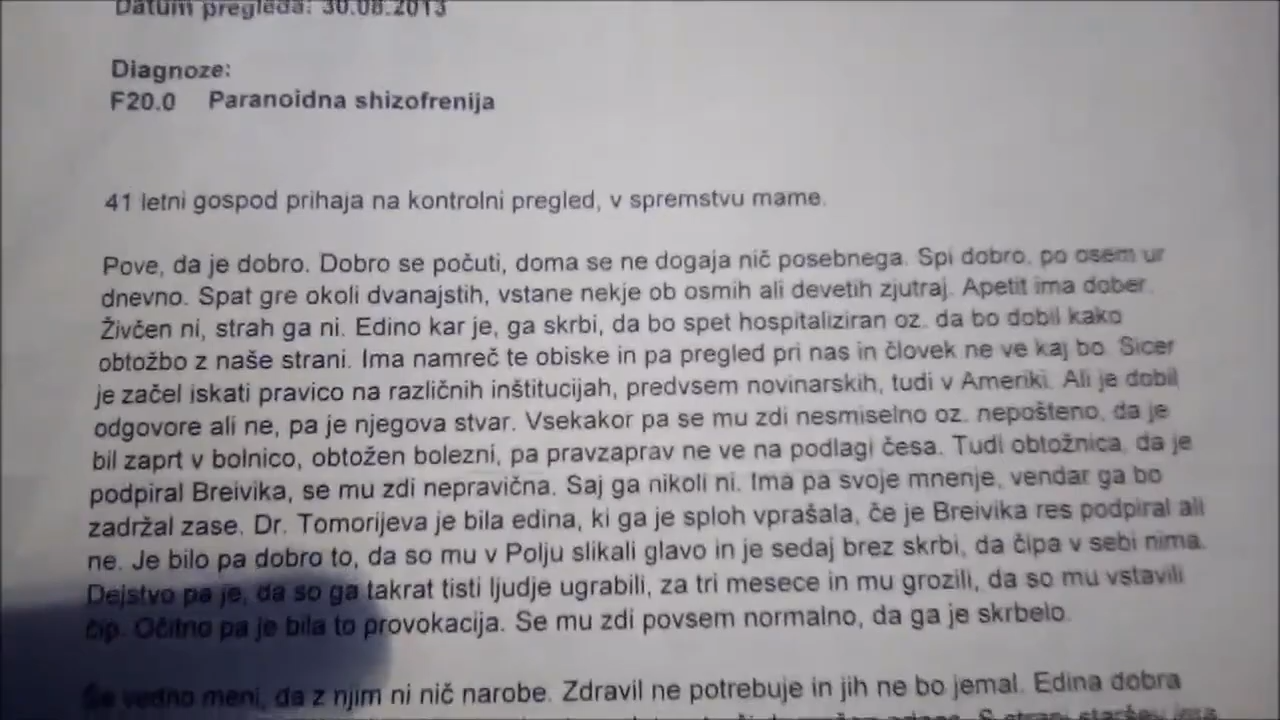 Datum pregleda: 30.08.2013
Diagnoze:
F20.0 Paranoidna shizofrenija
41 letni gospod prihaja na kontrolni pregled, v spremstvu mame.
Pove, da je dobro. Dobro se počuti, doma se ne dogaja nič posebnega. Spi dobro, po osem ur
dnevno. Spat gre okoli dvanajstih, vstane nekje ob osmih ali devetih zjutraj. Apetit ima dober.
Živčen ni, strah ga ni. Edino kar je, ga skrbi, da bo spet hospitaliziran oz. da bo dobil kako
obtožbo z naše strani. Ima namreč te obiske in pa pregled pri nas in človek ne ve kaj bo. Sicer
je začel iskati pravico na različnih inštitucijah, predvsem novinarskih, tudi v Ameriki. Ali je dobil
odgovore ali ne, pa je njegova stvar. Vsekakor pa se mu zdi nesmiselno oz. nepošteno, da je
bil zaprt v bolnico, obtožen bolezni, pa pravzaprav ne ve na podlagi česa. Tudi obtožnica, da je
podpiral Breivika, se mu zdi nepravična. Saj ga nikoli ni. Ima pa svoje mnenje, vendar ga bo
zadržal zase. Dr. Tomorijeva je bila edina, ki ga je sploh vprašala, če je Breivika res podpiral ali
ne. Je bilo pa dobro to, da so mu v Polju slikali glavo in je sedaj brez skrbi, da čipa v sebi nima.
Dejstvo pa je, da so ga takrat tisti ljudje ugrabili, za tri mesece in mu grozili, da so mu vstavili
čip. Očitno pa je bila to provokacija. Se mu zdi povsem normalno, da ga je skrbelo.
Še vedno meni, da z njim ni nič narobe. Zdravil ne potrebuje in jih ne bo jemal. Edina dobra
S strani staršev ima